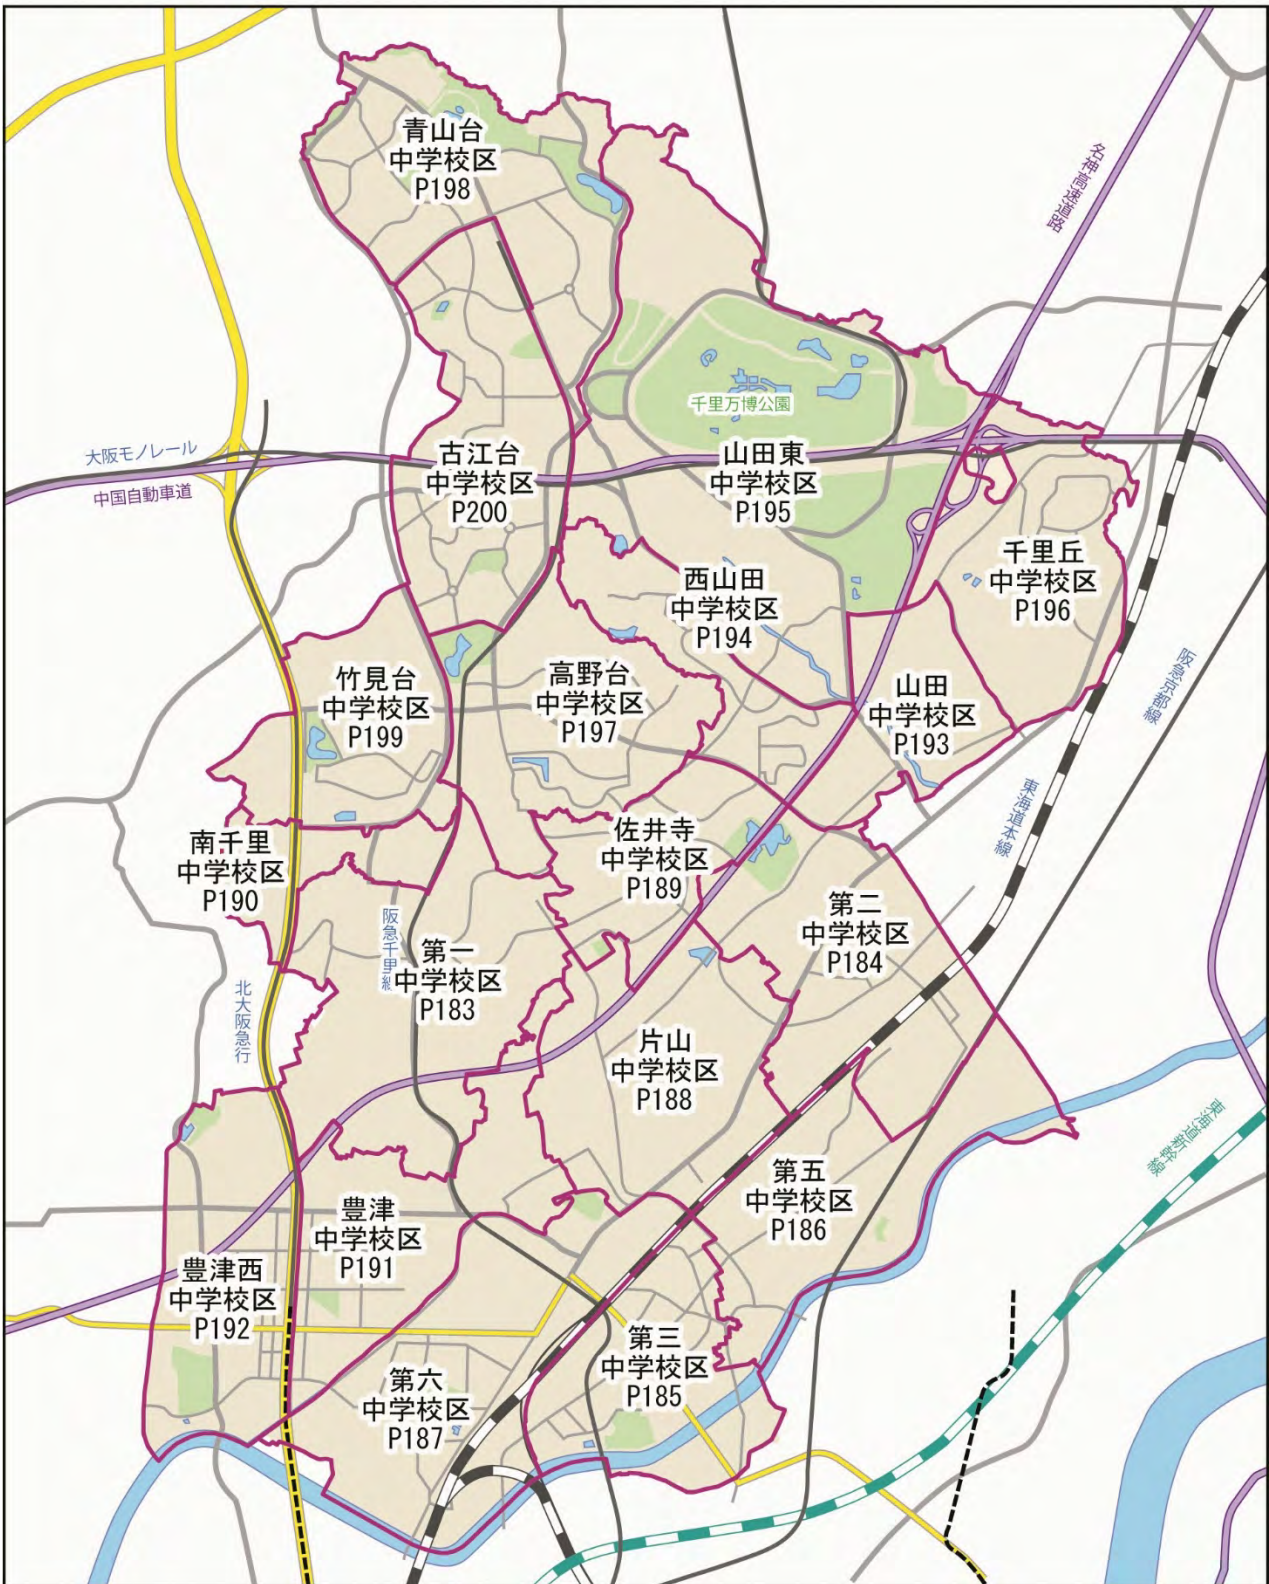 青山台
中学校区
P198
名神高速道路
千里万博公園
大阪モノレール
中国自動車道
古江台
中学校区
P200
山田東
中学校区
P195
千里丘
中学校区
P196
西山田
中学校区
P194
竹見台
中学校区
P199
高野台
中学校区
P197
山田
中学校区
P193
阪急京都線
東海道本線
南千里
中学校区
P190
佐井寺
中学校区
P189
第二
中学校区
P184
阪急千里線
第一
中学校区
P183
北大阪急行
片山
中学校区
P188
東海道新幹線
第五
中学校区
P186
豊津
中学校区
P191
豊津西
中学校区
P192
第三
中学校区
P185
第六
中学校区
P187